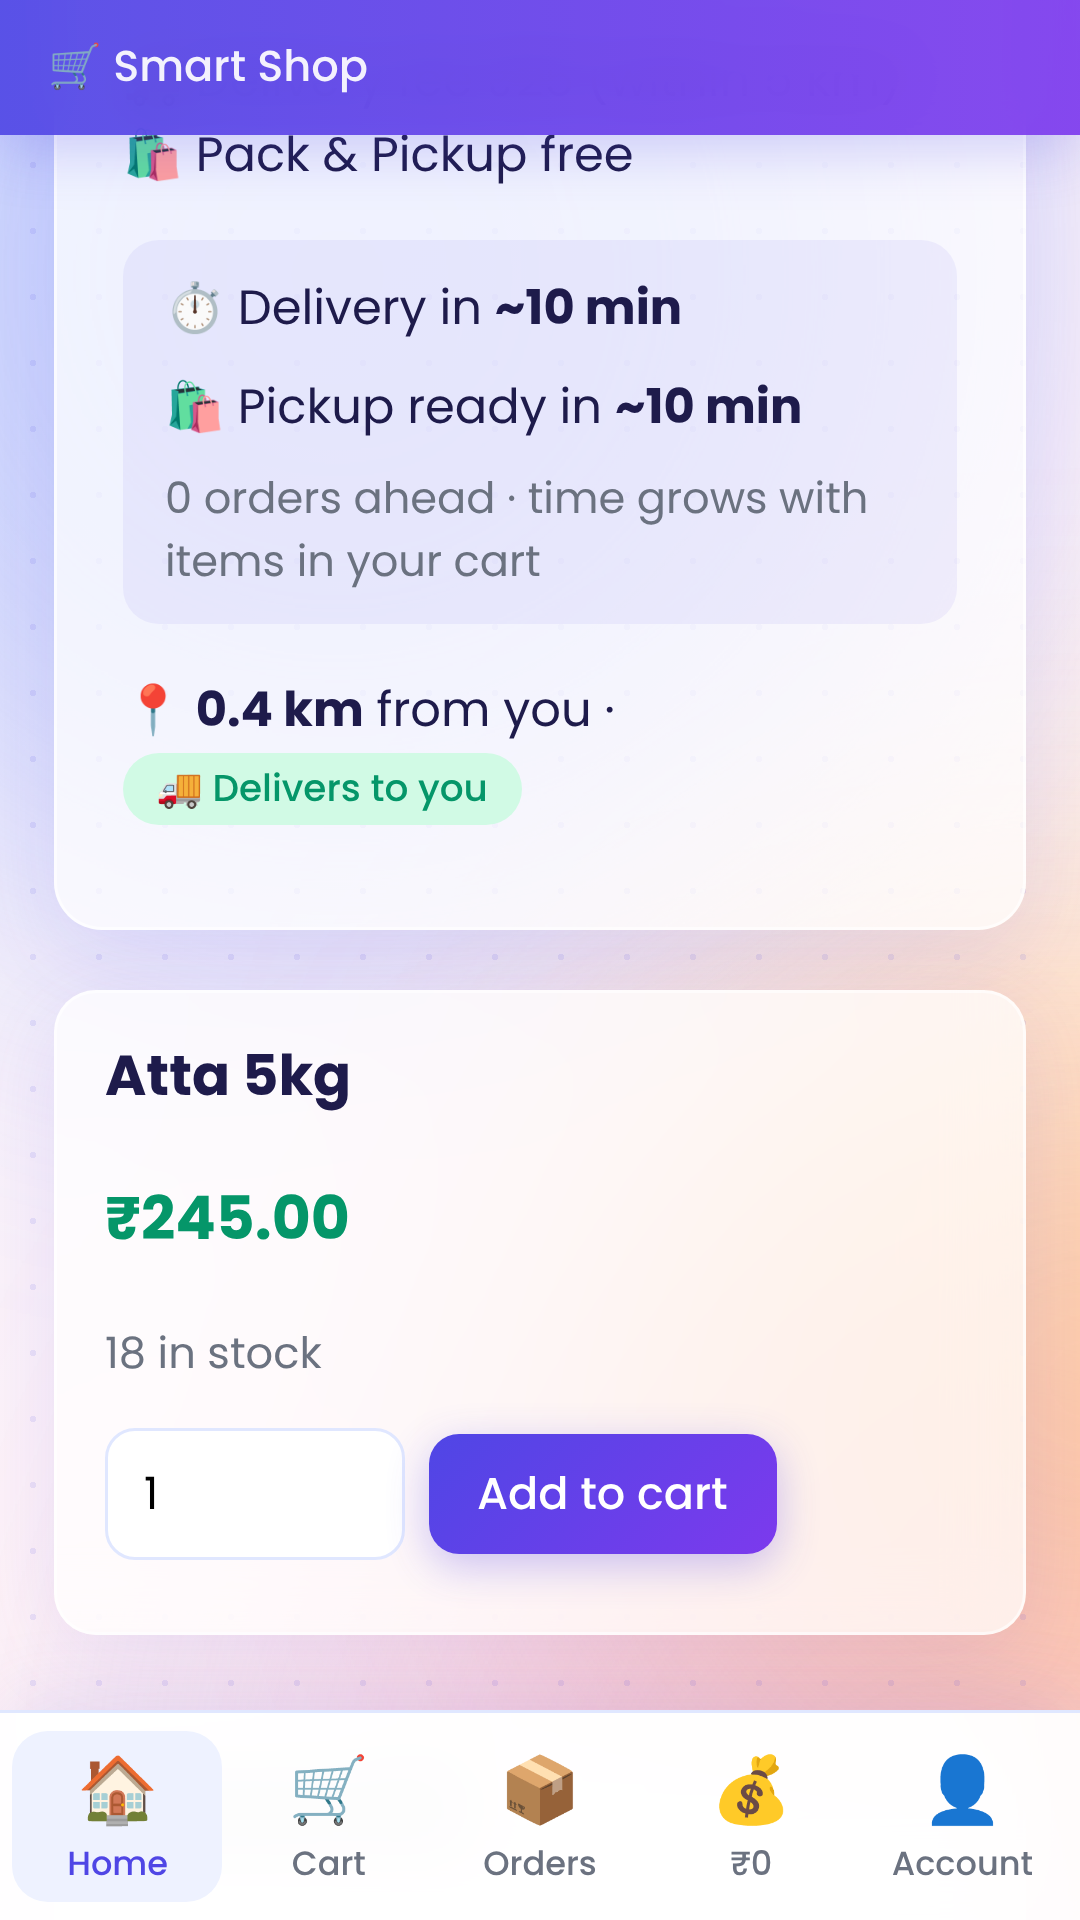 Smart Shop
Pack & Pickup free
Delivery in ~10 min
Pickup ready in ~10 min
0 orders ahead · time grows with
items in your cart
0.4 km from you ·
Delivers to you
Atta 5kg
₹245.00
18 in stock
1
Add to cart
Home
Cart
Orders
₹0
Account